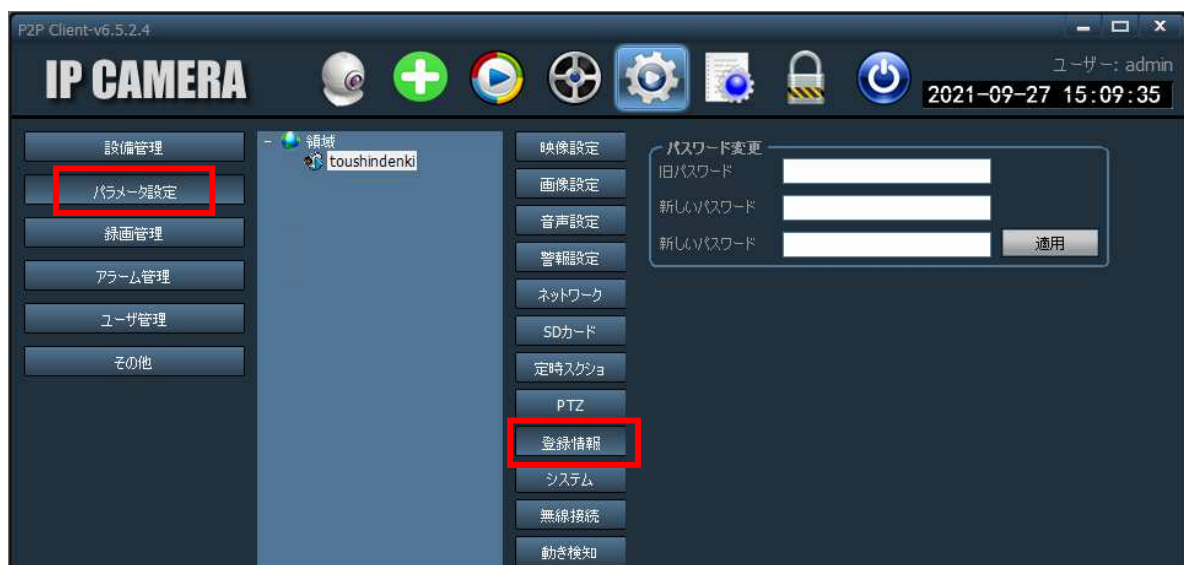 P2P Client-v6.5.2.4
IP CAMERA
ユーザー: admin
2021-09-27 15:09:35
設備管理
パラメータ設定
録画管理
アラーム管理
ユーザ管理
その他
領域
toushindenki
映像設定
画像設定
音声設定
警報設定
ネットワーク
SDカード
定時スクショ
PTZ
登録情報
システム
無線接続
動き検知
パスワード変更
旧パスワード
新しいパスワード
新しいパスワード
適用